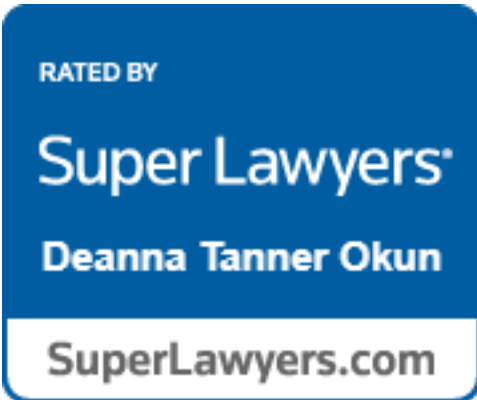 RATED BY
Super Lawyers®
Deanna Tanner Okun
SuperLawyers.com